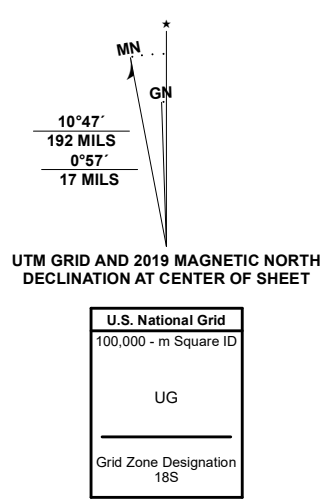 ★
MN
GN
10°47´
192 MILS
0°57´
17 MILS
UTM GRID AND 2019 MAGNETIC NORTH
DECLINATION AT CENTER OF SHEET
U.S. National Grid
100,000 - m Square ID
UG
Grid Zone Designation
18S